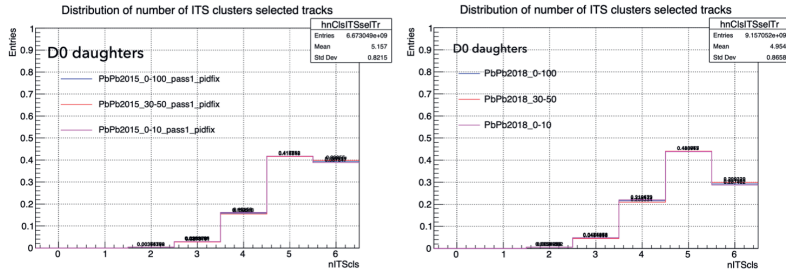 Distribution of number of ITS clusters selected tracks
hnClsITSselTr
Entries 6.673049e+09
Mean 5.157
Std Dev 0.8215
Entries
1
0.9
0.8
0.7
0.6
0.5
0.4
0.3
0.2
0.1
0
D0 daughters
PbPb2015_0-100_pass1_pidfix
PbPb2015_30-50_pass1_pidfix
PbPb2015_0-10_pass1_pidfix
0 1 2 3 4 5 6
nITScls
Distribution of number of ITS clusters selected tracks
hnClsITSselTr
Entries 9.157052e+09
Mean 4.954
Std Dev 0.8658
Entries
1
0.9
0.8
0.7
0.6
0.5
0.4
0.3
0.2
0.1
0
D0 daughters
PbPb2018_0-100
PbPb2018_30-50
PbPb2018_0-10
0 1 2 3 4 5 6
nITScls